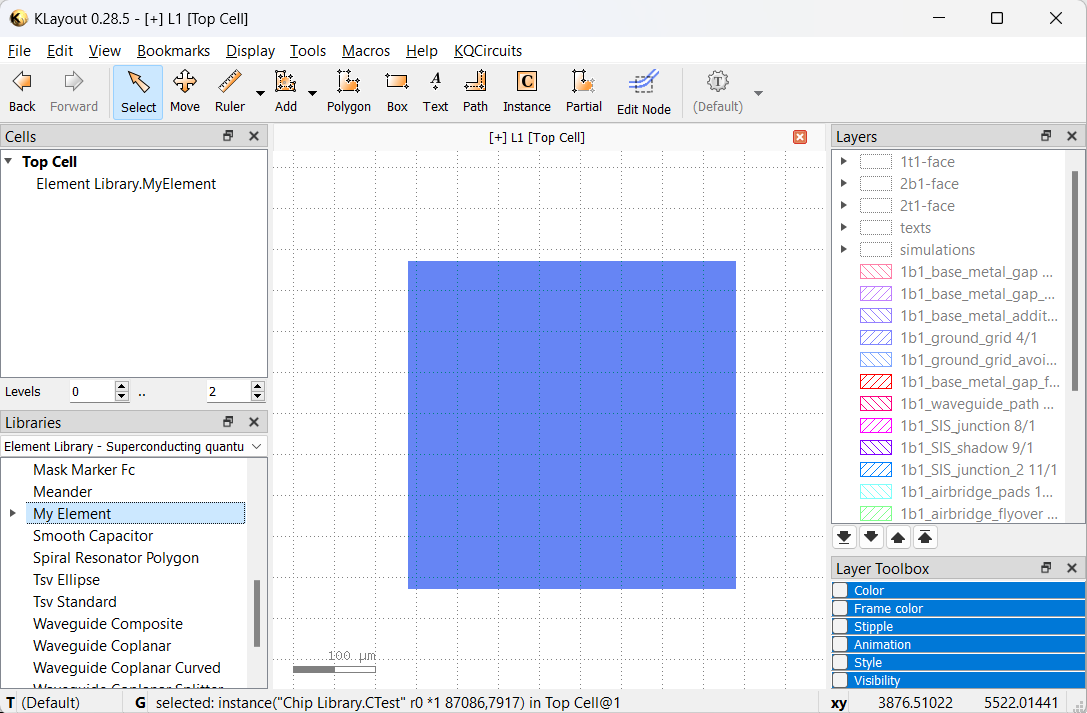 KLayout 0.28.5 - [+] L1 [Top Cell]
File Edit View Bookmarks Display Tools Macros Help KQCircuits
Back Forward Select Move Ruler Add Polygon Box Text Path Instance Partial Edit Node (Default)
Cells
Top Cell
Element Library.MyElement
Levels 0 .. 2
Libraries
Element Library - Superconducting quantu
Mask Marker Fc
Meander
My Element
Smooth Capacitor
Spiral Resonator Polygon
Tsv Ellipse
Tsv Standard
Waveguide Composite
Waveguide Coplanar
Waveguide Coplanar Curved
Waveguide Coplanar Splitter
[+] L1 [Top Cell]
100 μm
Layers
1t1-face
2b1-face
2t1-face
texts
simulations
1b1_base_metal_gap ...
1b1_base_metal_gap_...
1b1_base_metal_addit...
1b1_ground_grid 4/1
1b1_ground_grid_avoi...
1b1_base_metal_gap_f...
1b1_waveguide_path ...
1b1_SIS_junction 8/1
1b1_SIS_shadow 9/1
1b1_SIS_junction_2 11/1
1b1_airbridge_pads 1...
1b1_airbridge_flyover ...
Layer Toolbox
Color
Frame color
Stipple
Animation
Style
Visibility
T (Default) G selected: instance("Chip Library.CTest" r0 *1 87086,7917) in Top Cell@1 xy 3876.51022 5522.01441